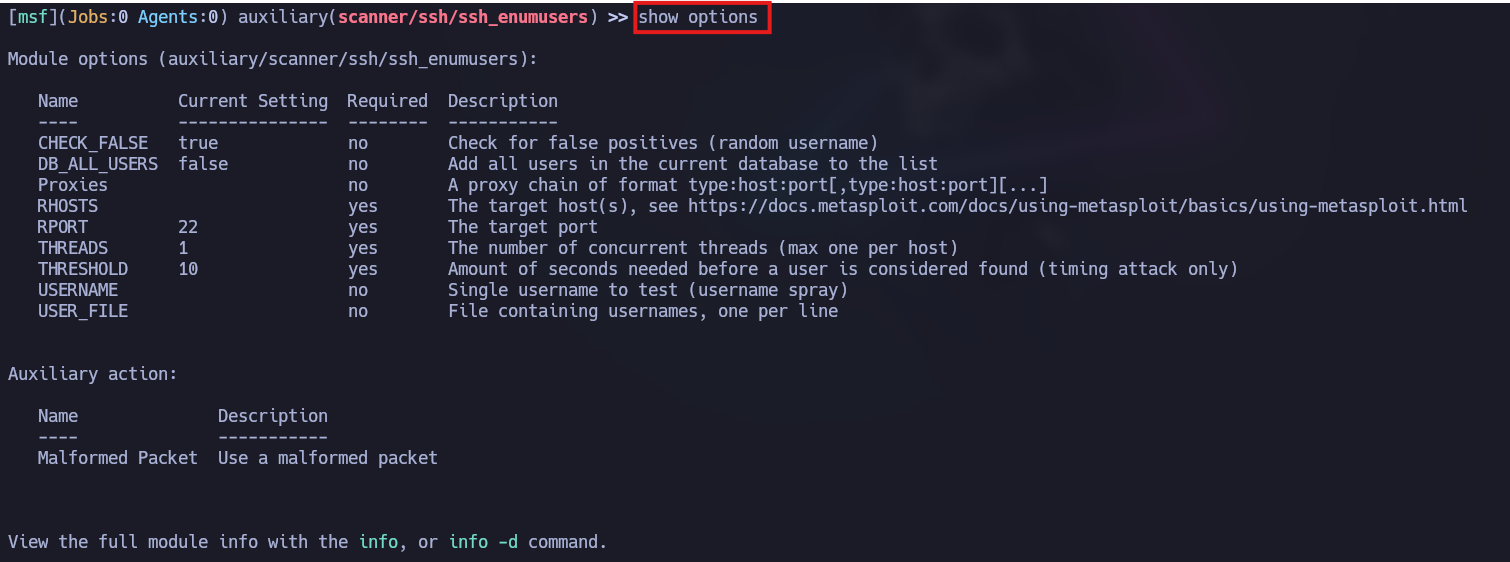 [msf](Jobs:0 Agents:0) auxiliary(scanner/ssh/ssh_enumusers) >> show options
Module options (auxiliary/scanner/ssh/ssh_enumusers):
Name Current Setting Required Description
---- --------------- -------- -----------
CHECK_FALSE true no Check for false positives (random username)
DB_ALL_USERS false no Add all users in the current database to the list
Proxies no A proxy chain of format type:host:port[,type:host:port][...]
RHOSTS yes The target host(s), see https://docs.metasploit.com/docs/using-metasploit/basics/using-metasploit.html
RPORT 22 yes The target port
THREADS 1 yes The number of concurrent threads (max one per host)
THRESHOLD 10 yes Amount of seconds needed before a user is considered found (timing attack only)
USERNAME no Single username to test (username spray)
USER_FILE no File containing usernames, one per line
Auxiliary action:
Name Description
---- -----------
Malformed Packet Use a malformed packet
View the full module info with the info, or info -d command.